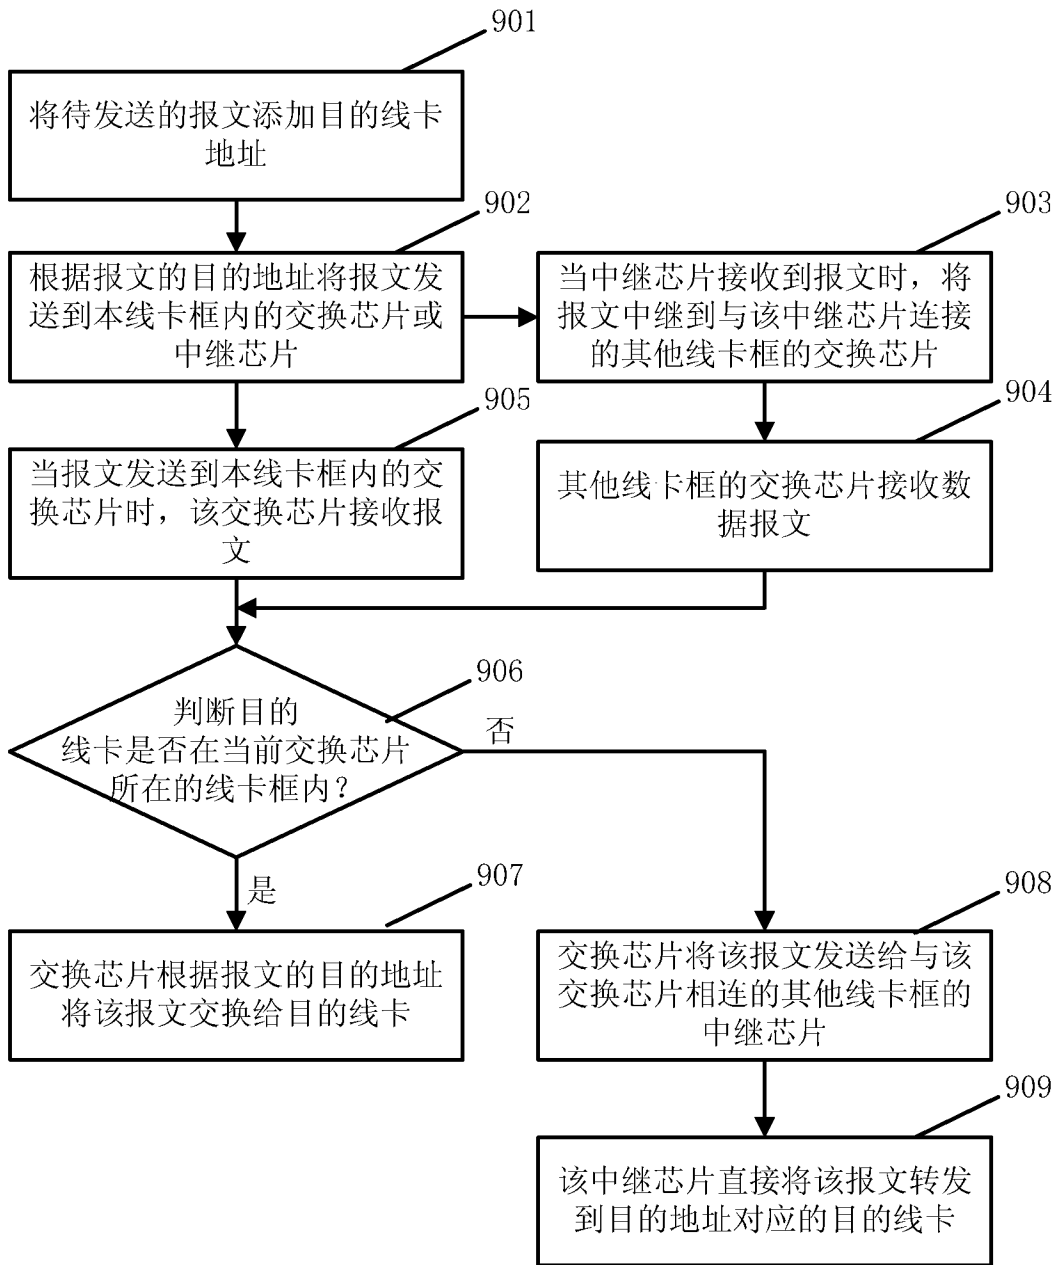 901
将待发送的报文添加目的线卡
地址
902
根据报文的目的地址将报文发
送到本线卡框内的交换芯片或
中继芯片
903
当中继芯片接收到报文时，将
报文中继到与该中继芯片连接
的其他线卡框的交换芯片
905
当报文发送到本线卡框内的交
换芯片时，该交换芯片接收报
文
904
其他线卡框的交换芯片接收数
据报文
906
判断目的
线卡是否在当前交换芯片
所在的线卡框内？
否
是
907
交换芯片根据报文的目的地址
将该报文交换给目的线卡
908
交换芯片将该报文发送给与该
交换芯片相连的其他线卡框的
中继芯片
909
该中继芯片直接将该报文转发
到目的地址对应的目的线卡